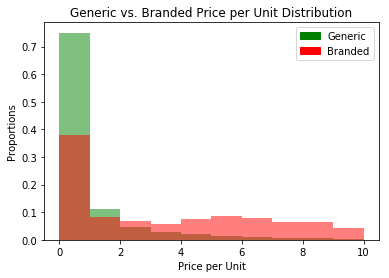 Generic vs. Branded Price per Unit Distribution
Generic
Branded
Proportions
0.7
0.6
0.5
0.4
0.3
0.2
0.1
0.0
0
2
4
6
8
10
Price per Unit